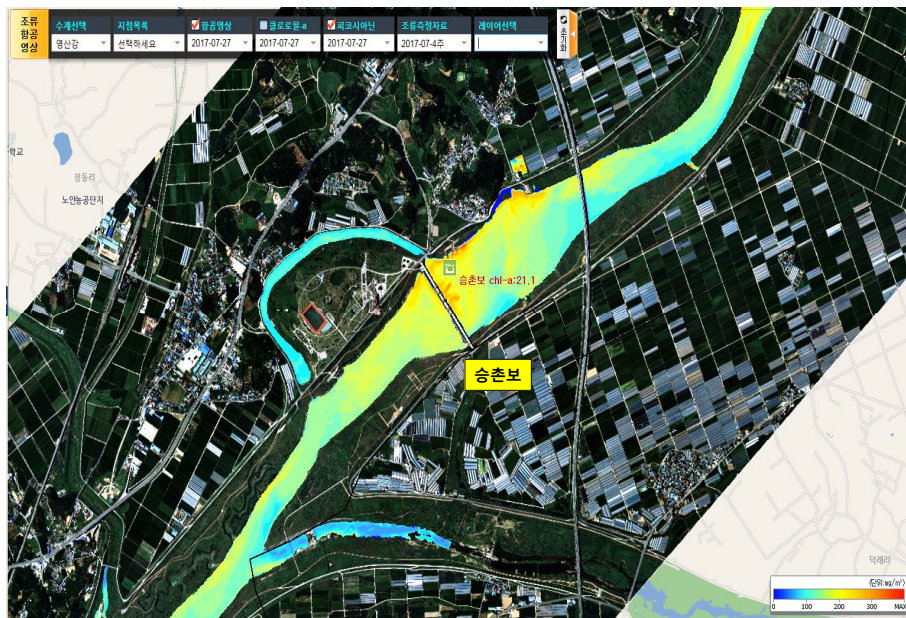 조류
항공
영상
수계선택
지점목록
항공영상
클로로필-a
피코시아닌
조류측정자료
레이어선택
영산강
선택하세요
2017-07-27
2017-07-27
2017-07-27
2017-07-4주
초기화
학교
장동리
노안농공단지
승촌보 chl-a:21.1
승촌보
덕례리
(단위:mg/m³)
0 100 200 300 MAX